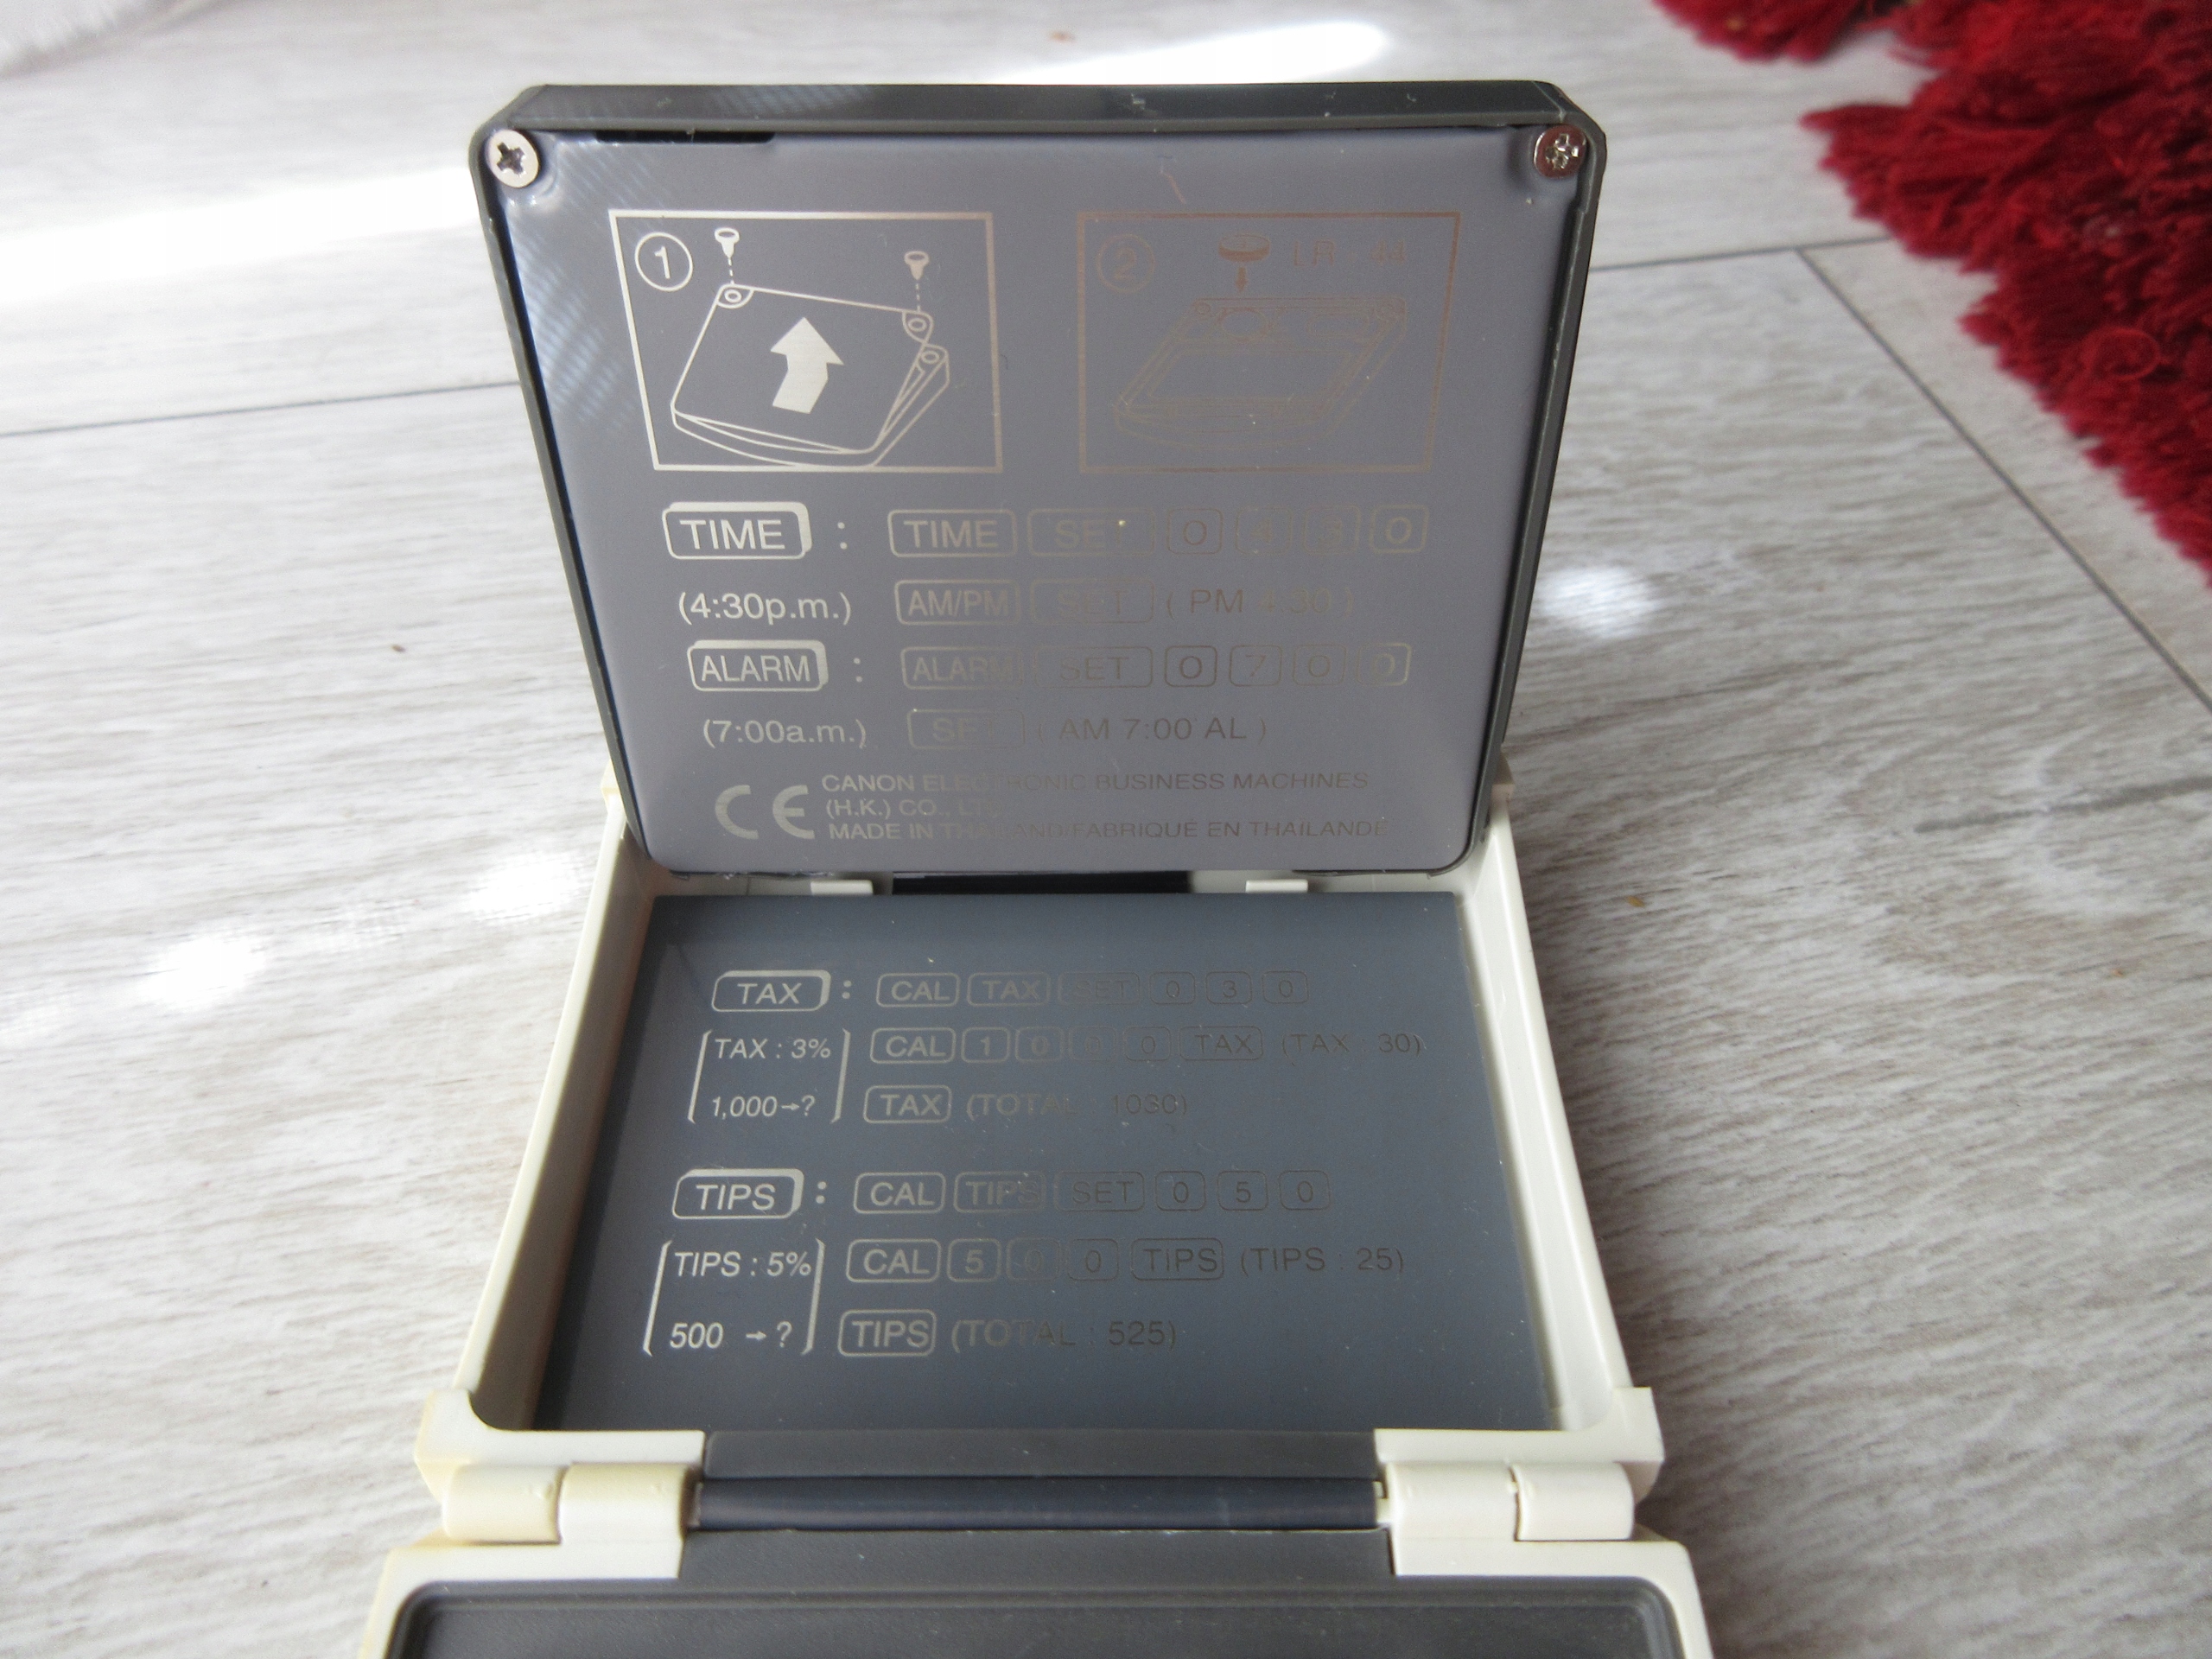 1
2 LR 44
TIME : TIME SET 0 4 3 0
(4:30p.m.) AM/PM SET ( PM 4:30 )
ALARM : ALARM SET 0 7 0 0
(7:00a.m.) SET ( AM 7:00 AL )
CE CANON ELECTRONIC BUSINESS MACHINES
(H.K.) CO., LTD.
MADE IN THAILAND/FABRIQUE EN THAILANDE
TAX : CAL TAX SET 0 3 0
TAX : 3% CAL 1 0 0 0 TAX (TAX : 30)
1,000→? TAX (TOTAL : 1030)
TIPS : CAL TIPS SET 0 5 0
TIPS : 5% CAL 5 0 0 TIPS (TIPS : 25)
500 →? TIPS (TOTAL : 525)